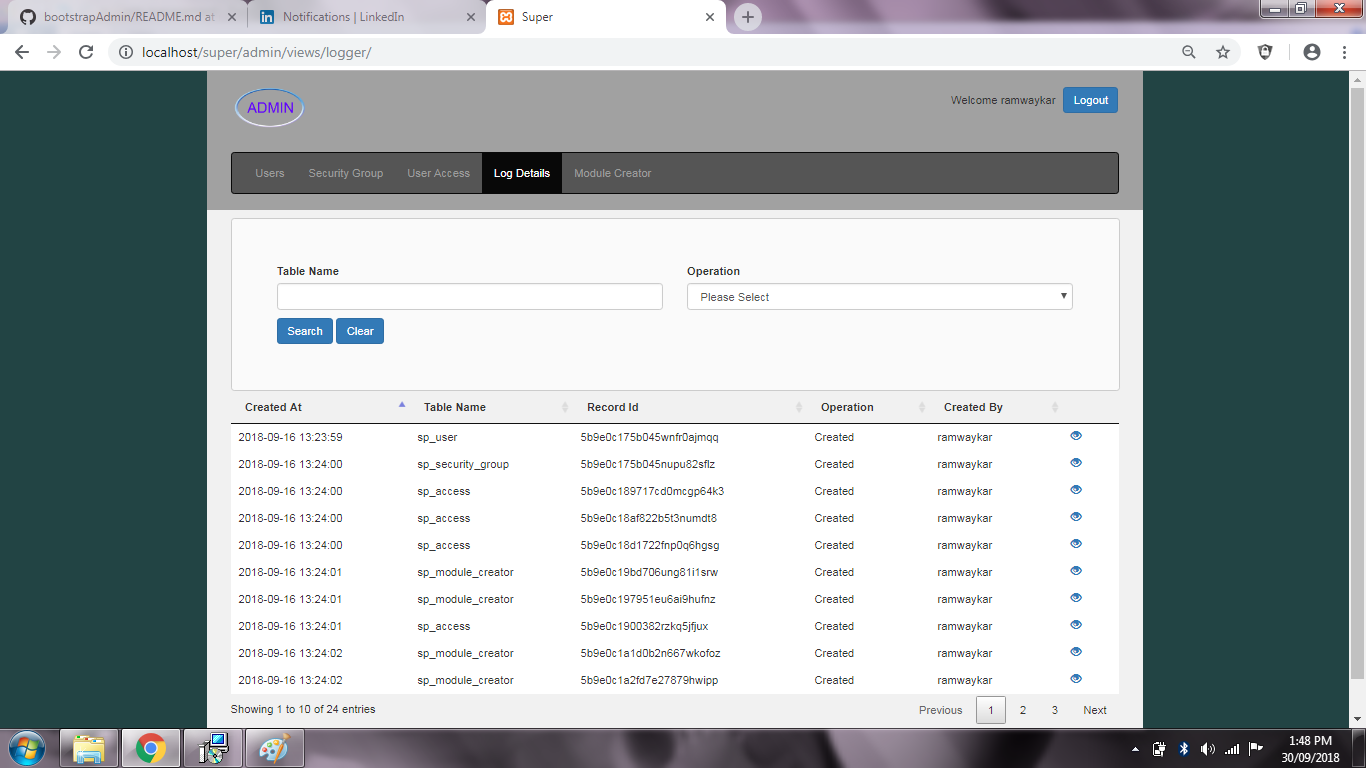 bootstrapAdmin/README.md at
Notifications | LinkedIn
Super
localhost/super/admin/views/logger/
ADMIN
Welcome ramwaykar Logout
Users Security Group User Access Log Details Module Creator
Table Name Operation
Please Select
Search Clear
Created At Table Name Record Id Operation Created By
2018-09-16 13:23:59 sp_user 5b9e0c175b045wnfr0ajmqq Created ramwaykar
2018-09-16 13:24:00 sp_security_group 5b9e0c175b045nupu82sflz Created ramwaykar
2018-09-16 13:24:00 sp_access 5b9e0c189717cd0mcgp64k3 Created ramwaykar
2018-09-16 13:24:00 sp_access 5b9e0c18af822b5t3numdt8 Created ramwaykar
2018-09-16 13:24:00 sp_access 5b9e0c18d1722fnp0q6hgsg Created ramwaykar
2018-09-16 13:24:01 sp_module_creator 5b9e0c19bd706ung81i1srw Created ramwaykar
2018-09-16 13:24:01 sp_module_creator 5b9e0c197951eu6ai9hufnz Created ramwaykar
2018-09-16 13:24:01 sp_access 5b9e0c1900382rzkq5jfjux Created ramwaykar
2018-09-16 13:24:02 sp_module_creator 5b9e0c1a1d0b2n667wkofoz Created ramwaykar
2018-09-16 13:24:02 sp_module_creator 5b9e0c1a2fd7e27879hwipp Created ramwaykar
Showing 1 to 10 of 24 entries Previous 1 2 3 Next
1:48 PM
30/09/2018